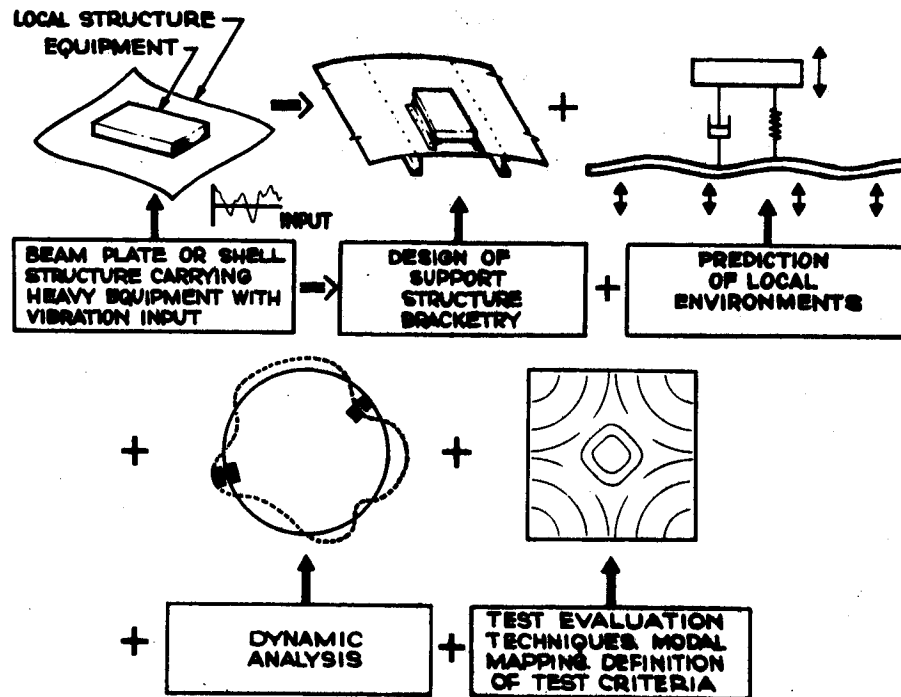 LOCAL STRUCTURE
EQUIPMENT
INPUT
BEAM PLATE OR SHELL
STRUCTURE CARRYING
HEAVY EQUIPMENT WITH
VIBRATION INPUT
DESIGN OF
SUPPORT
STRUCTURE
BRACKETRY
PREDICTION
OF LOCAL
ENVIRONMENTS
DYNAMIC
ANALYSIS
TEST EVALUATION
TECHNIQUES. MODAL
MAPPING. DEFINITION
OF TEST CRITERIA